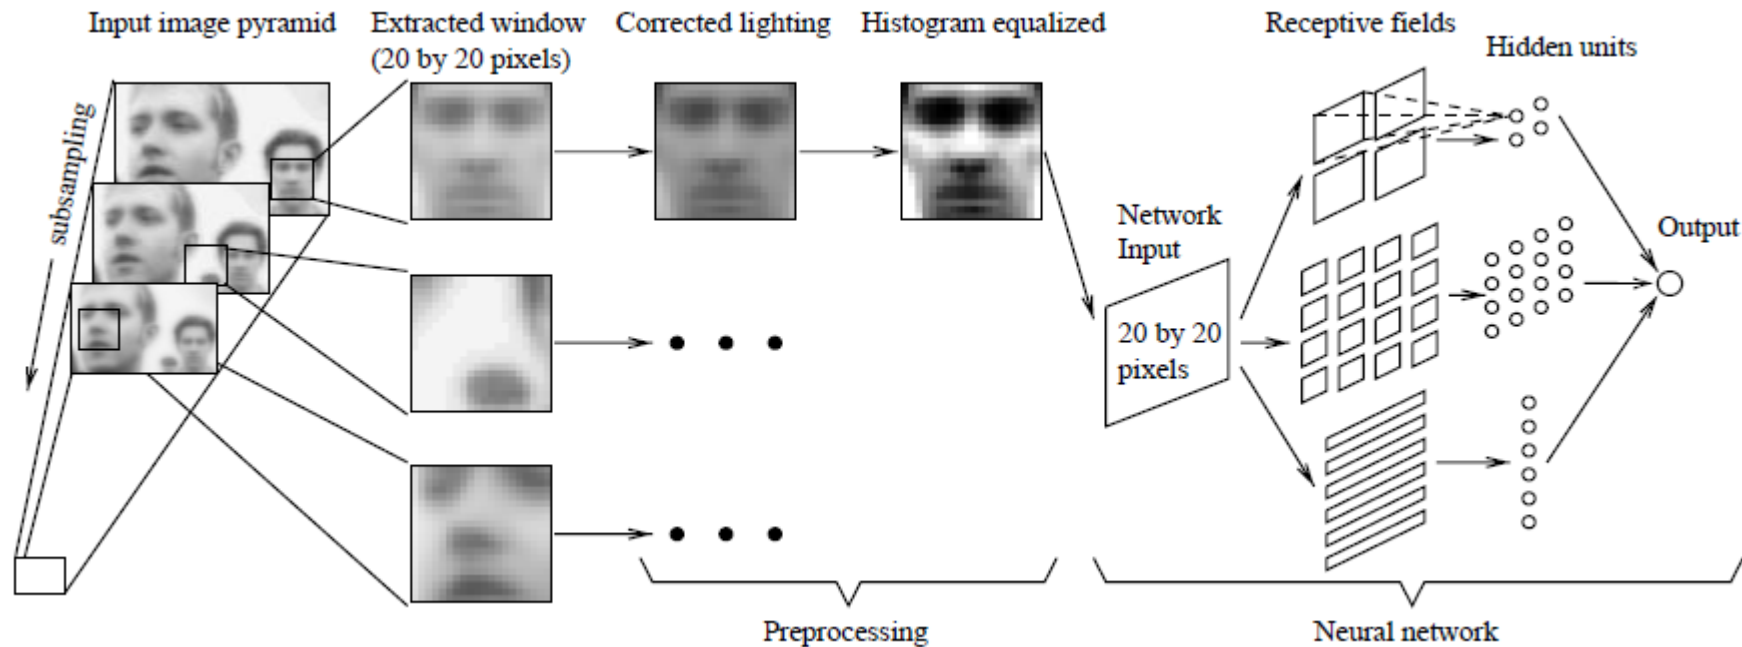 Input image pyramid
Extracted window
(20 by 20 pixels)
Corrected lighting
Histogram equalized
Receptive fields
Hidden units
subsampling
Network
Input
20 by 20
pixels
Output
Preprocessing
Neural network